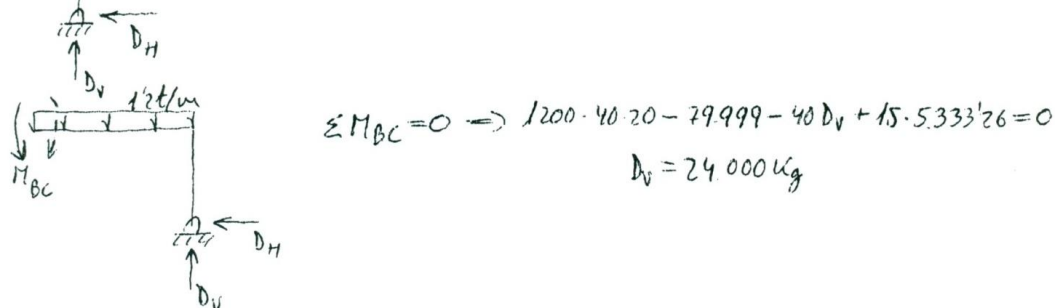 D_H
D_V
1'2t/m
M_BC
ΣM_BC=0 => 1200·40·20 - 79.999 - 40 D_V + 15·5.333'26 = 0
D_V = 24.000 Kg
D_H
D_V